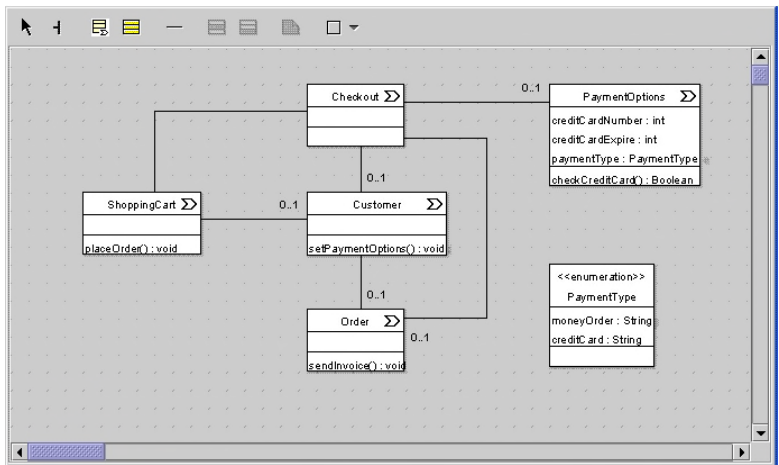 0..1
Checkout
PaymentOptions
creditCardNumber : int
creditCardExpire : int
paymentType : PaymentType
checkCreditCard() : Boolean
0..1
ShoppingCart
placeOrder() : void
0..1
Customer
setPaymentOptions() : void
<<enumeration>>
PaymentType
moneyOrder : String
creditCard : String
0..1
Order
sendInvoice() : void
0..1